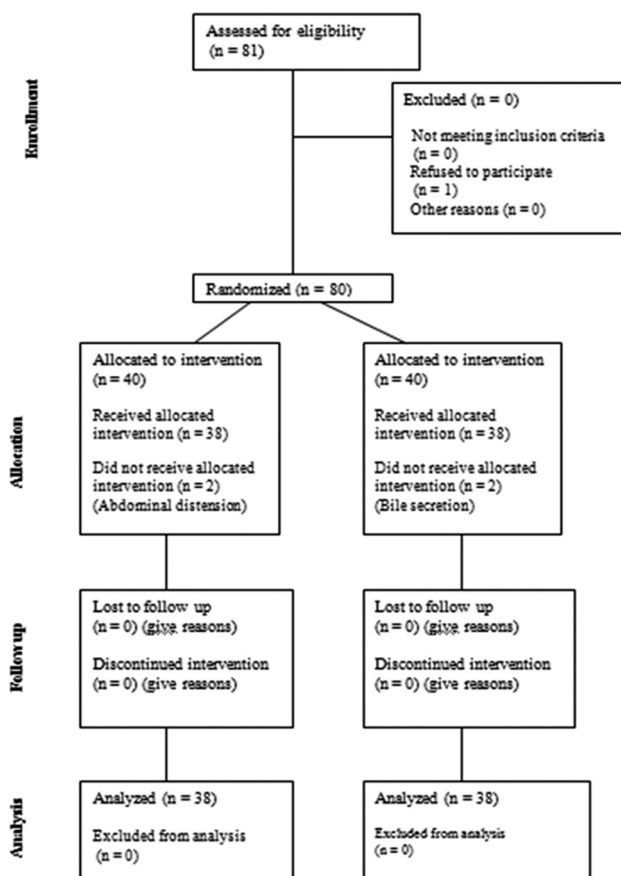 Assessed for eligibility
(n = 81)
Enrollment
Excluded (n = 0)
Not meeting inclusion criteria
(n = 0)
Refused to participate
(n = 1)
Other reasons (n = 0)
Randomized (n = 80)
Allocation
Allocated to intervention
(n = 40)
Received allocated
intervention (n = 38)
Did not receive allocated
intervention (n = 2)
(Abdominal distension)
Allocated to intervention
(n = 40)
Received allocated
intervention (n = 38)
Did not receive allocated
intervention (n = 2)
(Bile secretion)
Follow up
Lost to follow up
(n = 0) (give reasons)
Discontinued intervention
(n = 0) (give reasons)
Lost to follow up
(n = 0) (give reasons)
Discontinued intervention
(n = 0) (give reasons)
Analysis
Analyzed (n = 38)
Excluded from analysis
(n = 0)
Analyzed (n = 38)
Excluded from analysis
(n = 0)